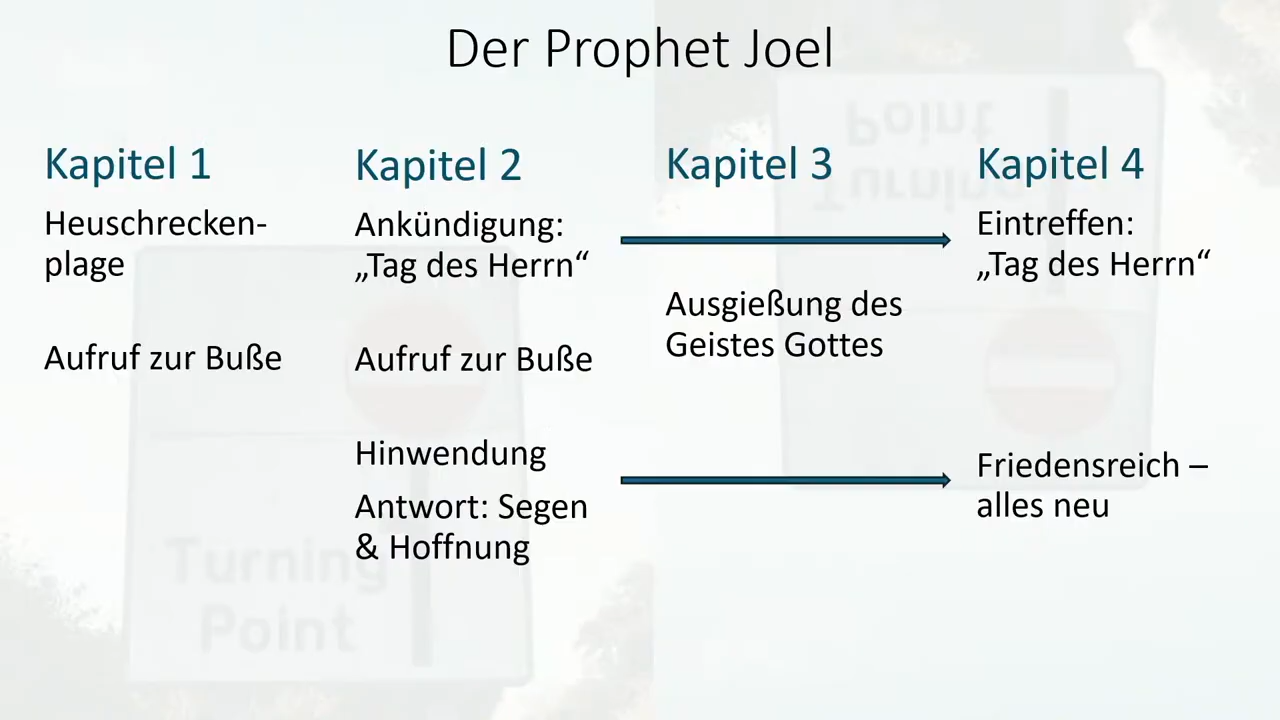 Der Prophet Joel
Kapitel 1
Heuschrecken-
plage
Aufruf zur Buße
Kapitel 2
Ankündigung:
„Tag des Herrn“
Aufruf zur Buße
Hinwendung
Antwort: Segen
& Hoffnung
Kapitel 3
Ausgießung des
Geistes Gottes
Kapitel 4
Eintreffen:
„Tag des Herrn“
Friedensreich –
alles neu
Turning
Point
Turning
Point